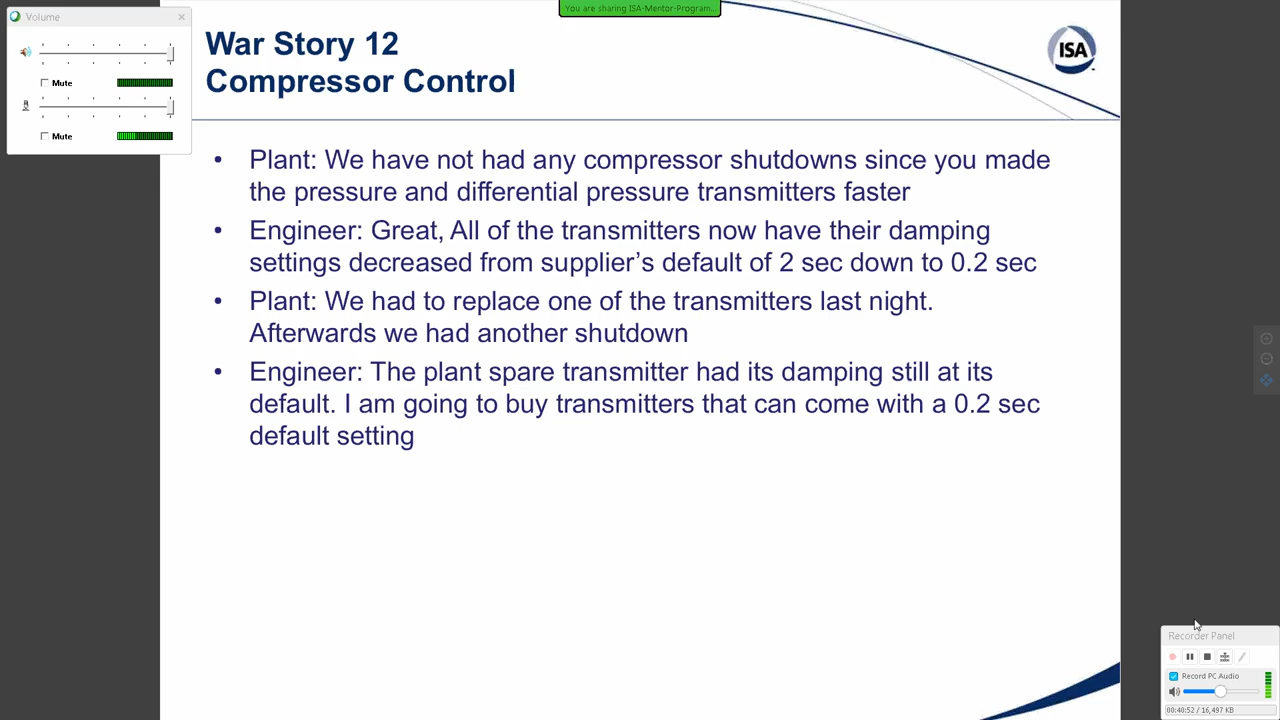 You are sharing ISA-Mentor-Program...
Volume
Mute
Mute
War Story 12
Compressor Control
ISA
• Plant: We have not had any compressor shutdowns since you made
the pressure and differential pressure transmitters faster
• Engineer: Great, All of the transmitters now have their damping
settings decreased from supplier’s default of 2 sec down to 0.2 sec
• Plant: We had to replace one of the transmitters last night.
Afterwards we had another shutdown
• Engineer: The plant spare transmitter had its damping still at its
default. I am going to buy transmitters that can come with a 0.2 sec
default setting
Recorder Panel
Record PC Audio
00:40:52 / 16,497 KB